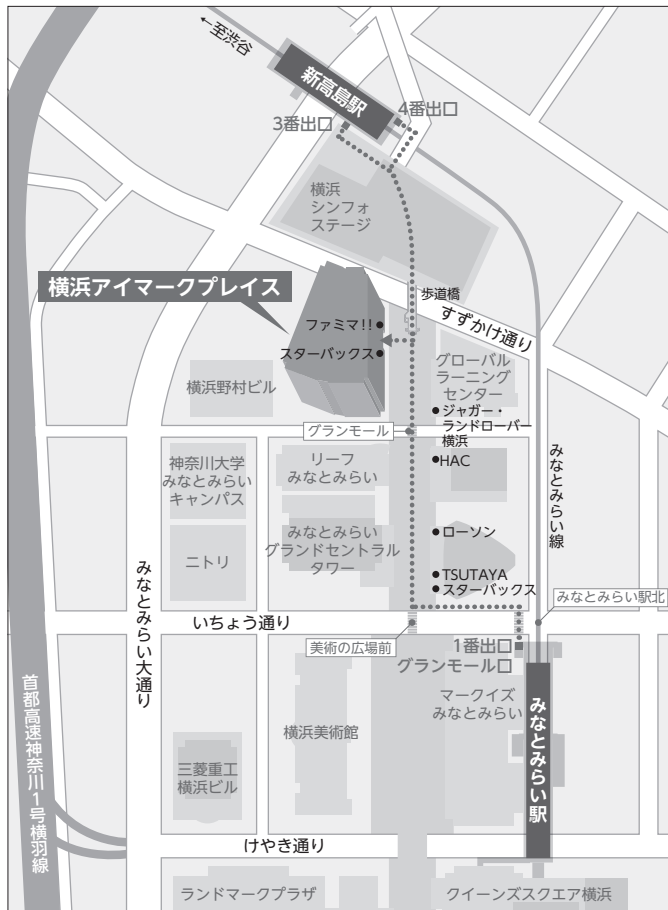 ←至渋谷
新高島駅
4番出口
3番出口
横浜
シンフォ
ステージ
横浜アイマークプレイス
歩道橋
すずかけ通り
ファミマ!!
スターバックス
横浜野村ビル
グローバル
ラーニング
センター
ジャガー・
ランドローバー
横浜
グランモール
神奈川大学
みなとみらい
キャンパス
リーフ
みなとみらい
HAC
みなとみらい線
ニトリ
みなとみらい
グランドセントラル
タワー
ローソン
TSUTAYA
スターバックス
みなとみらい駅北
みなとみらい大通り
いちょう通り
美術の広場前
1番出口
グランモール口
マークイズ
みなとみらい
みなとみらい駅
首都高速神奈川1号横羽線
横浜美術館
三菱重工
横浜ビル
けやき通り
ランドマークプラザ
クイーンズスクエア横浜